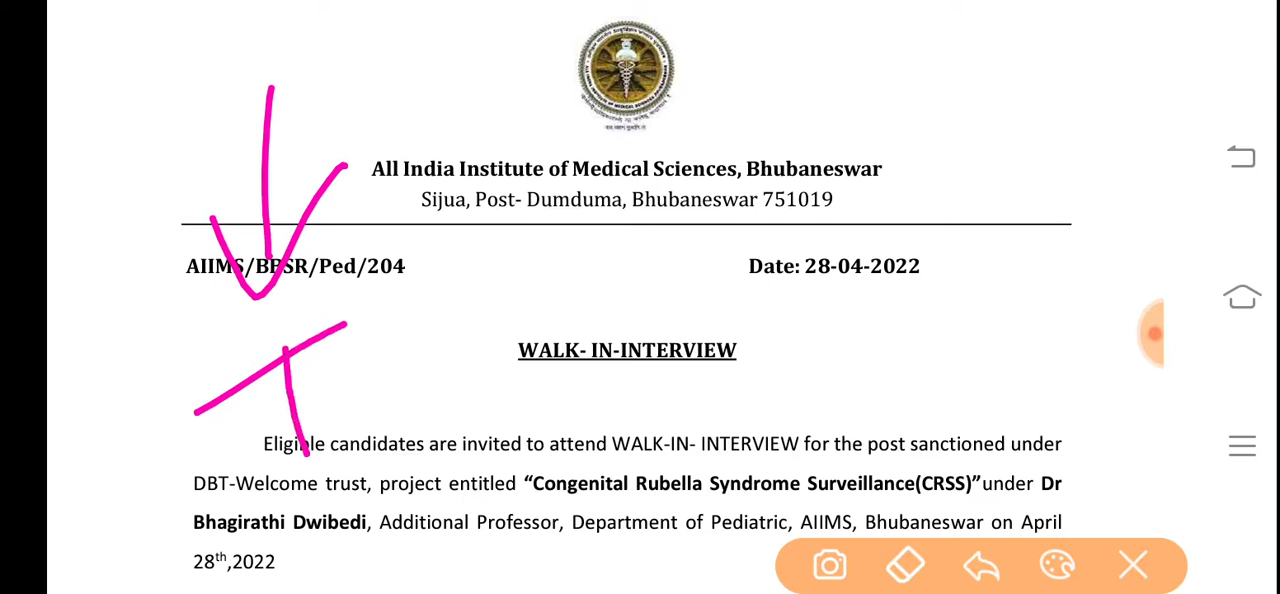 All India Institute of Medical Sciences, Bhubaneswar
Sijua, Post- Dumduma, Bhubaneswar 751019
AIIMS/BBSR/Ped/204 Date: 28-04-2022
WALK- IN-INTERVIEW
Eligible candidates are invited to attend WALK-IN- INTERVIEW for the post sanctioned under
DBT-Welcome trust, project entitled “Congenital Rubella Syndrome Surveillance(CRSS)”under Dr
Bhagirathi Dwibedi, Additional Professor, Department of Pediatric, AIIMS, Bhubaneswar on April
28th,2022